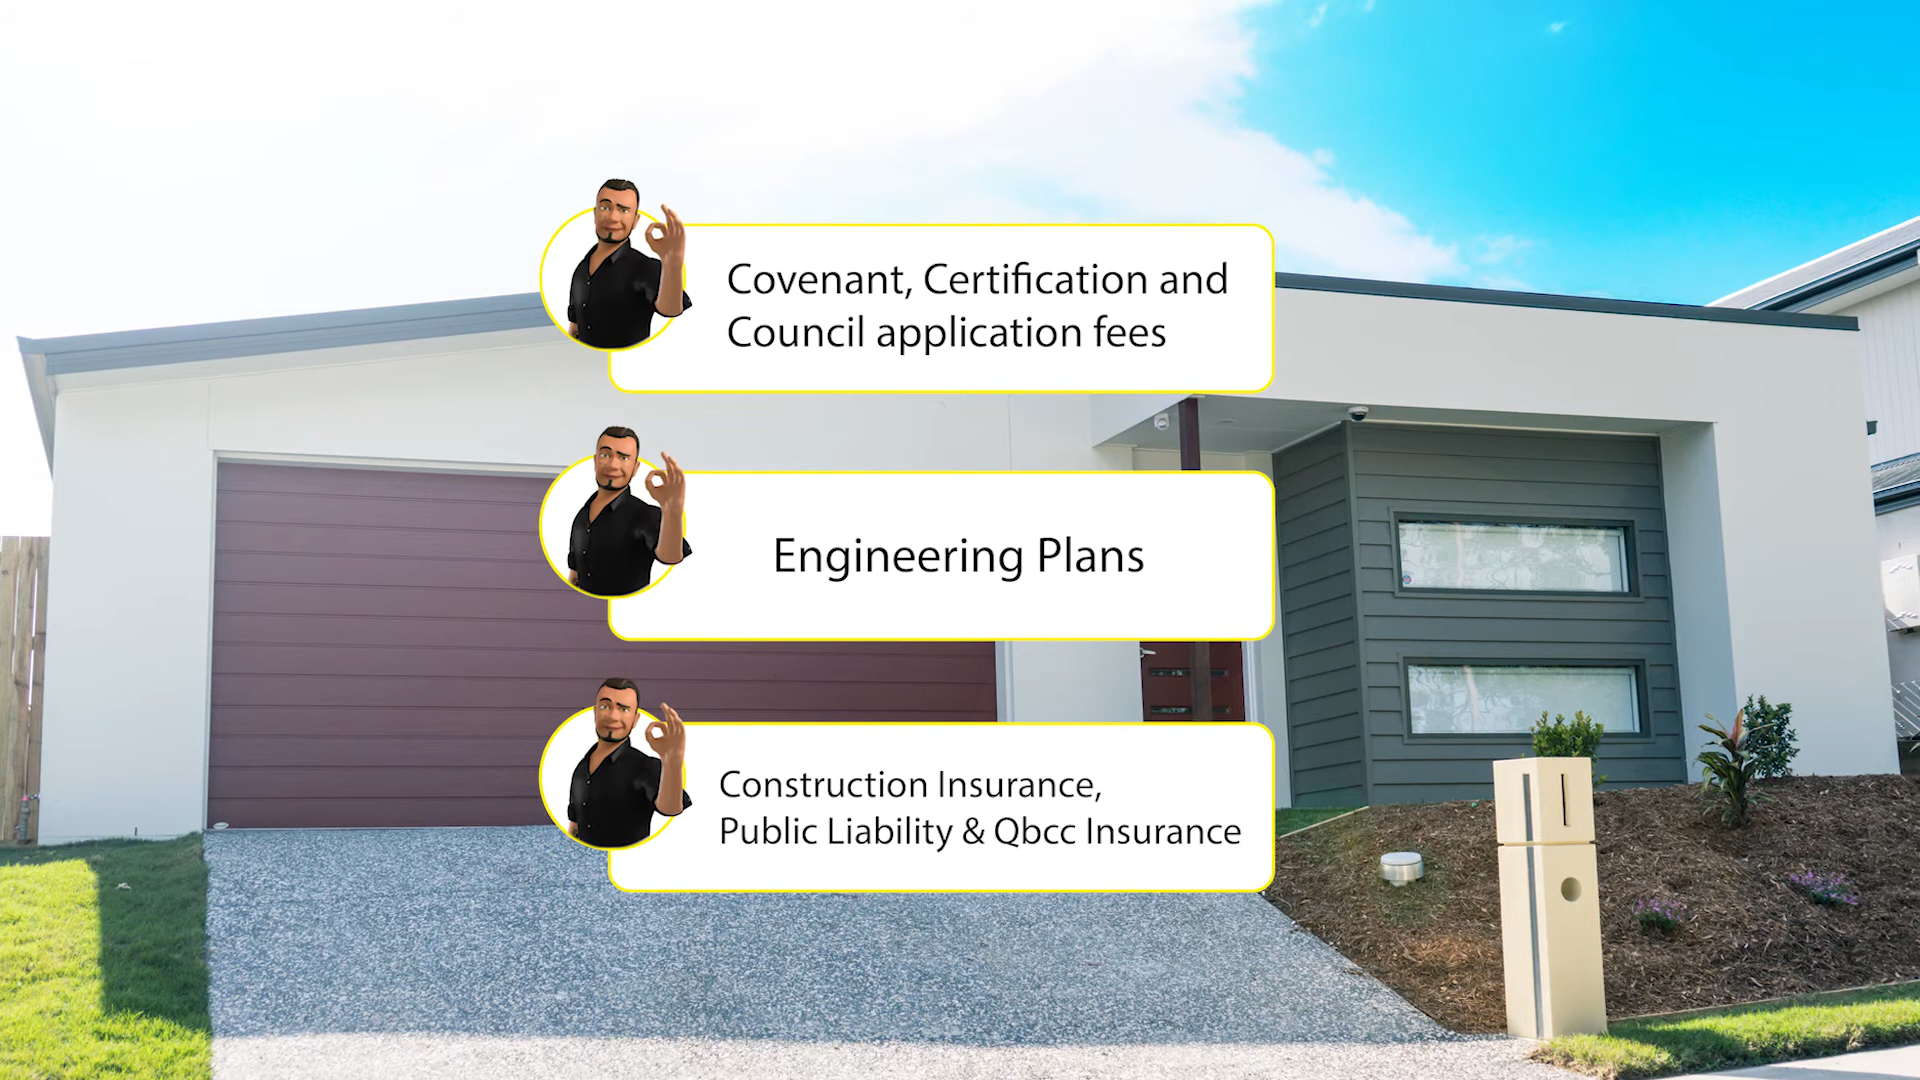 Covenant, Certification and
Council application fees
Engineering Plans
Construction Insurance,
Public Liability & Qbcc Insurance